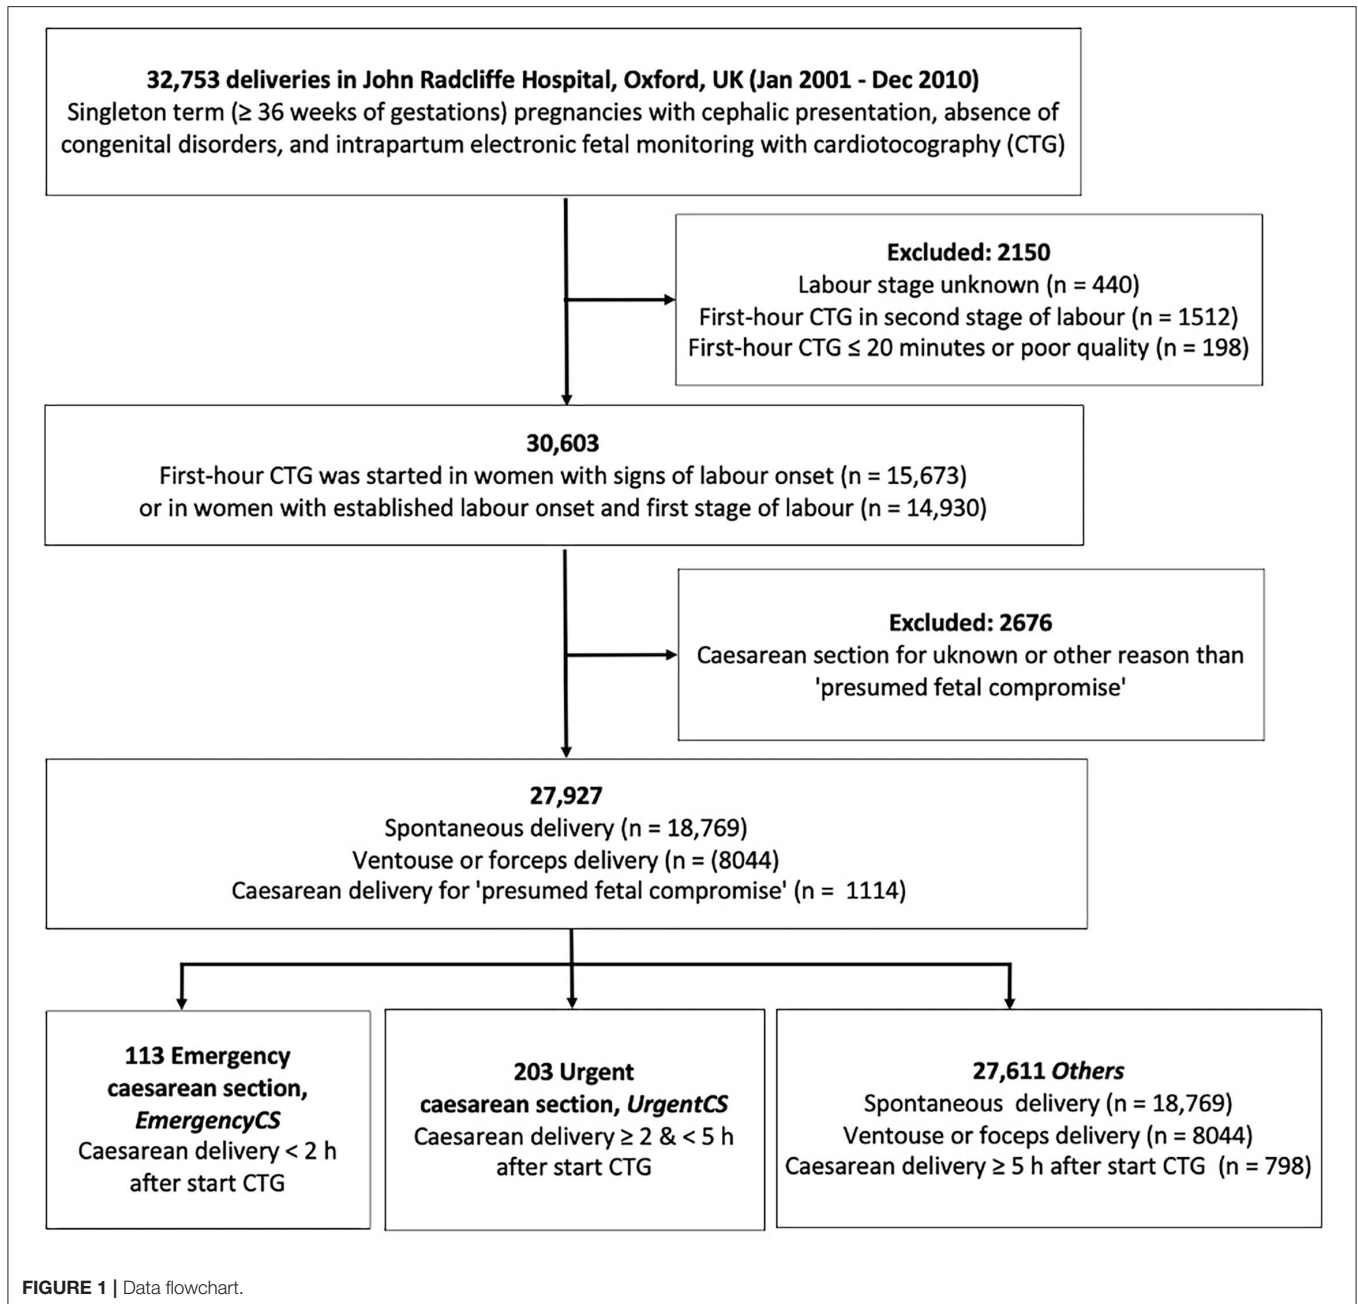 32,753 deliveries in John Radcliffe Hospital, Oxford, UK (Jan 2001 - Dec 2010)
Singleton term (≥ 36 weeks of gestations) pregnancies with cephalic presentation, absence of
congenital disorders, and intrapartum electronic fetal monitoring with cardiotocography (CTG)
Excluded: 2150
Labour stage unknown (n = 440)
First-hour CTG in second stage of labour (n = 1512)
First-hour CTG ≤ 20 minutes or poor quality (n = 198)
30,603
First-hour CTG was started in women with signs of labour onset (n = 15,673)
or in women with established labour onset and first stage of labour (n = 14,930)
Excluded: 2676
Caesarean section for uknown or other reason than
'presumed fetal compromise'
27,927
Spontaneous delivery (n = 18,769)
Ventouse or forceps delivery (n = (8044)
Caesarean delivery for 'presumed fetal compromise' (n = 1114)
113 Emergency
caesarean section,
EmergencyCS
Caesarean delivery < 2 h
after start CTG
203 Urgent
caesarean section, UrgentCS
Caesarean delivery ≥ 2 & < 5 h
after start CTG
27,611 Others
Spontaneous delivery (n = 18,769)
Ventouse or foceps delivery (n = 8044)
Caesarean delivery ≥ 5 h after start CTG (n = 798)
FIGURE 1 | Data flowchart.